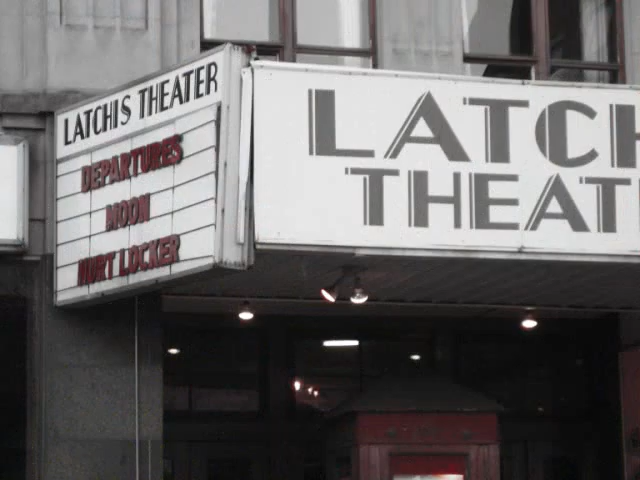 LATCHIS THEATER
DEPARTURES
MOON
HURT LOCKER
LATCH
THEAT